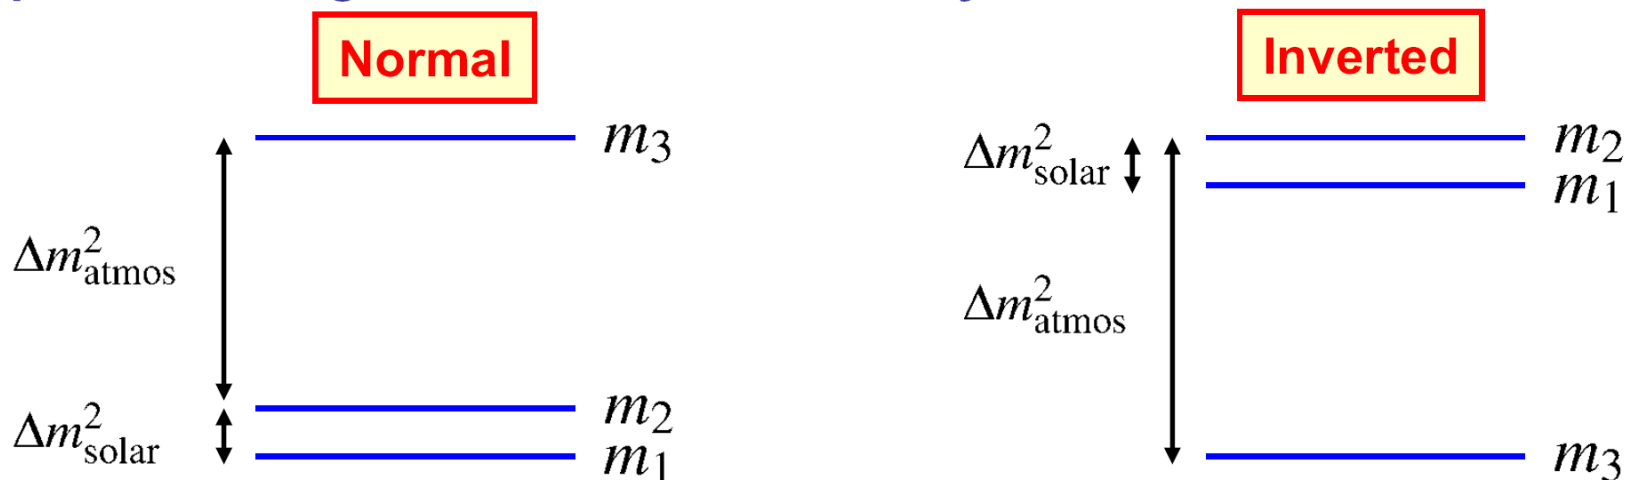 Normal
m₃
Δm²atmos
m₂
Δm²solar
m₁
Inverted
Δm²solar
m₂
m₁
Δm²atmos
m₃